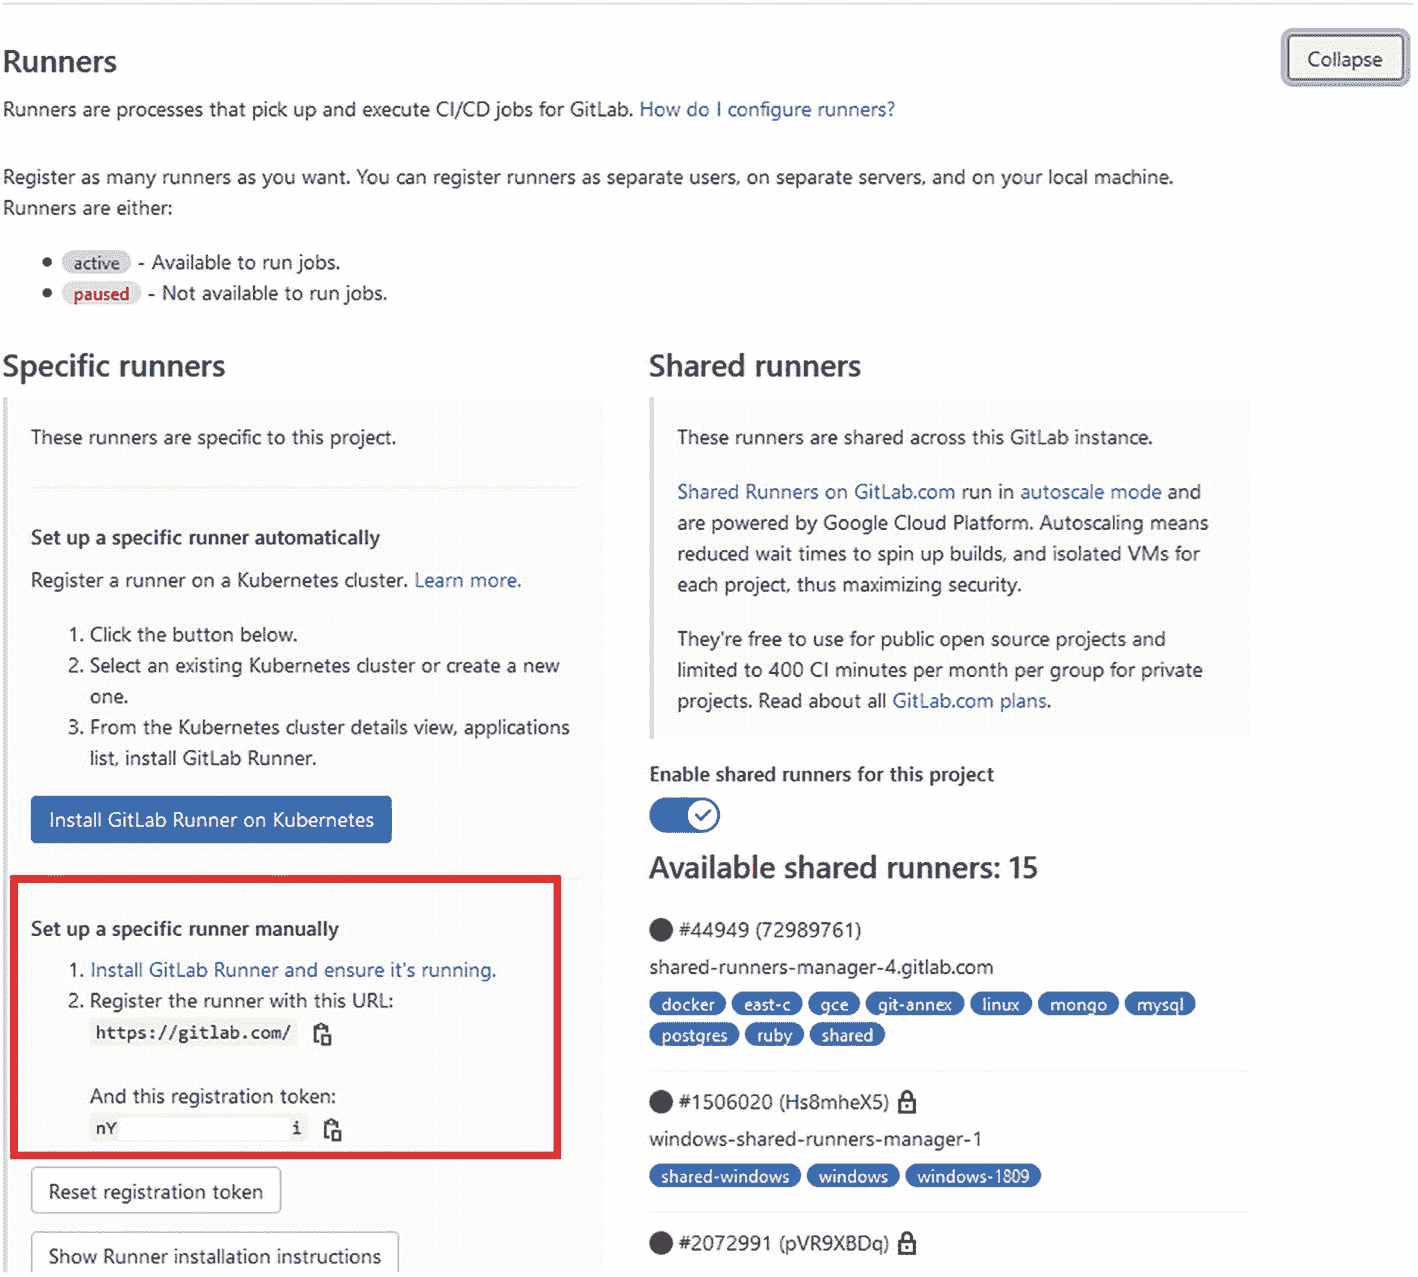 Runners
Collapse
Runners are processes that pick up and execute CI/CD jobs for GitLab. How do I configure runners?
Register as many runners as you want. You can register runners as separate users, on separate servers, and on your local machine.
Runners are either:
active - Available to run jobs.
paused - Not available to run jobs.
Specific runners
These runners are specific to this project.
Set up a specific runner automatically
Register a runner on a Kubernetes cluster. Learn more.
1. Click the button below.
2. Select an existing Kubernetes cluster or create a new
one.
3. From the Kubernetes cluster details view, applications
list, install GitLab Runner.
Install GitLab Runner on Kubernetes
Set up a specific runner manually
1. Install GitLab Runner and ensure it's running.
2. Register the runner with this URL:
https://gitlab.com/
And this registration token:
nY i
Reset registration token
Show Runner installation instructions
Shared runners
These runners are shared across this GitLab instance.
Shared Runners on GitLab.com run in autoscale mode and
are powered by Google Cloud Platform. Autoscaling means
reduced wait times to spin up builds, and isolated VMs for
each project, thus maximizing security.
They're free to use for public open source projects and
limited to 400 CI minutes per month per group for private
projects. Read about all GitLab.com plans.
Enable shared runners for this project
Available shared runners: 15
#44949 (72989761)
shared-runners-manager-4.gitlab.com
docker east-c gce git-annex linux mongo mysql
postgres ruby shared
#1506020 (Hs8mheX5)
windows-shared-runners-manager-1
shared-windows windows windows-1809
#2072991 (pVR9XBDq)